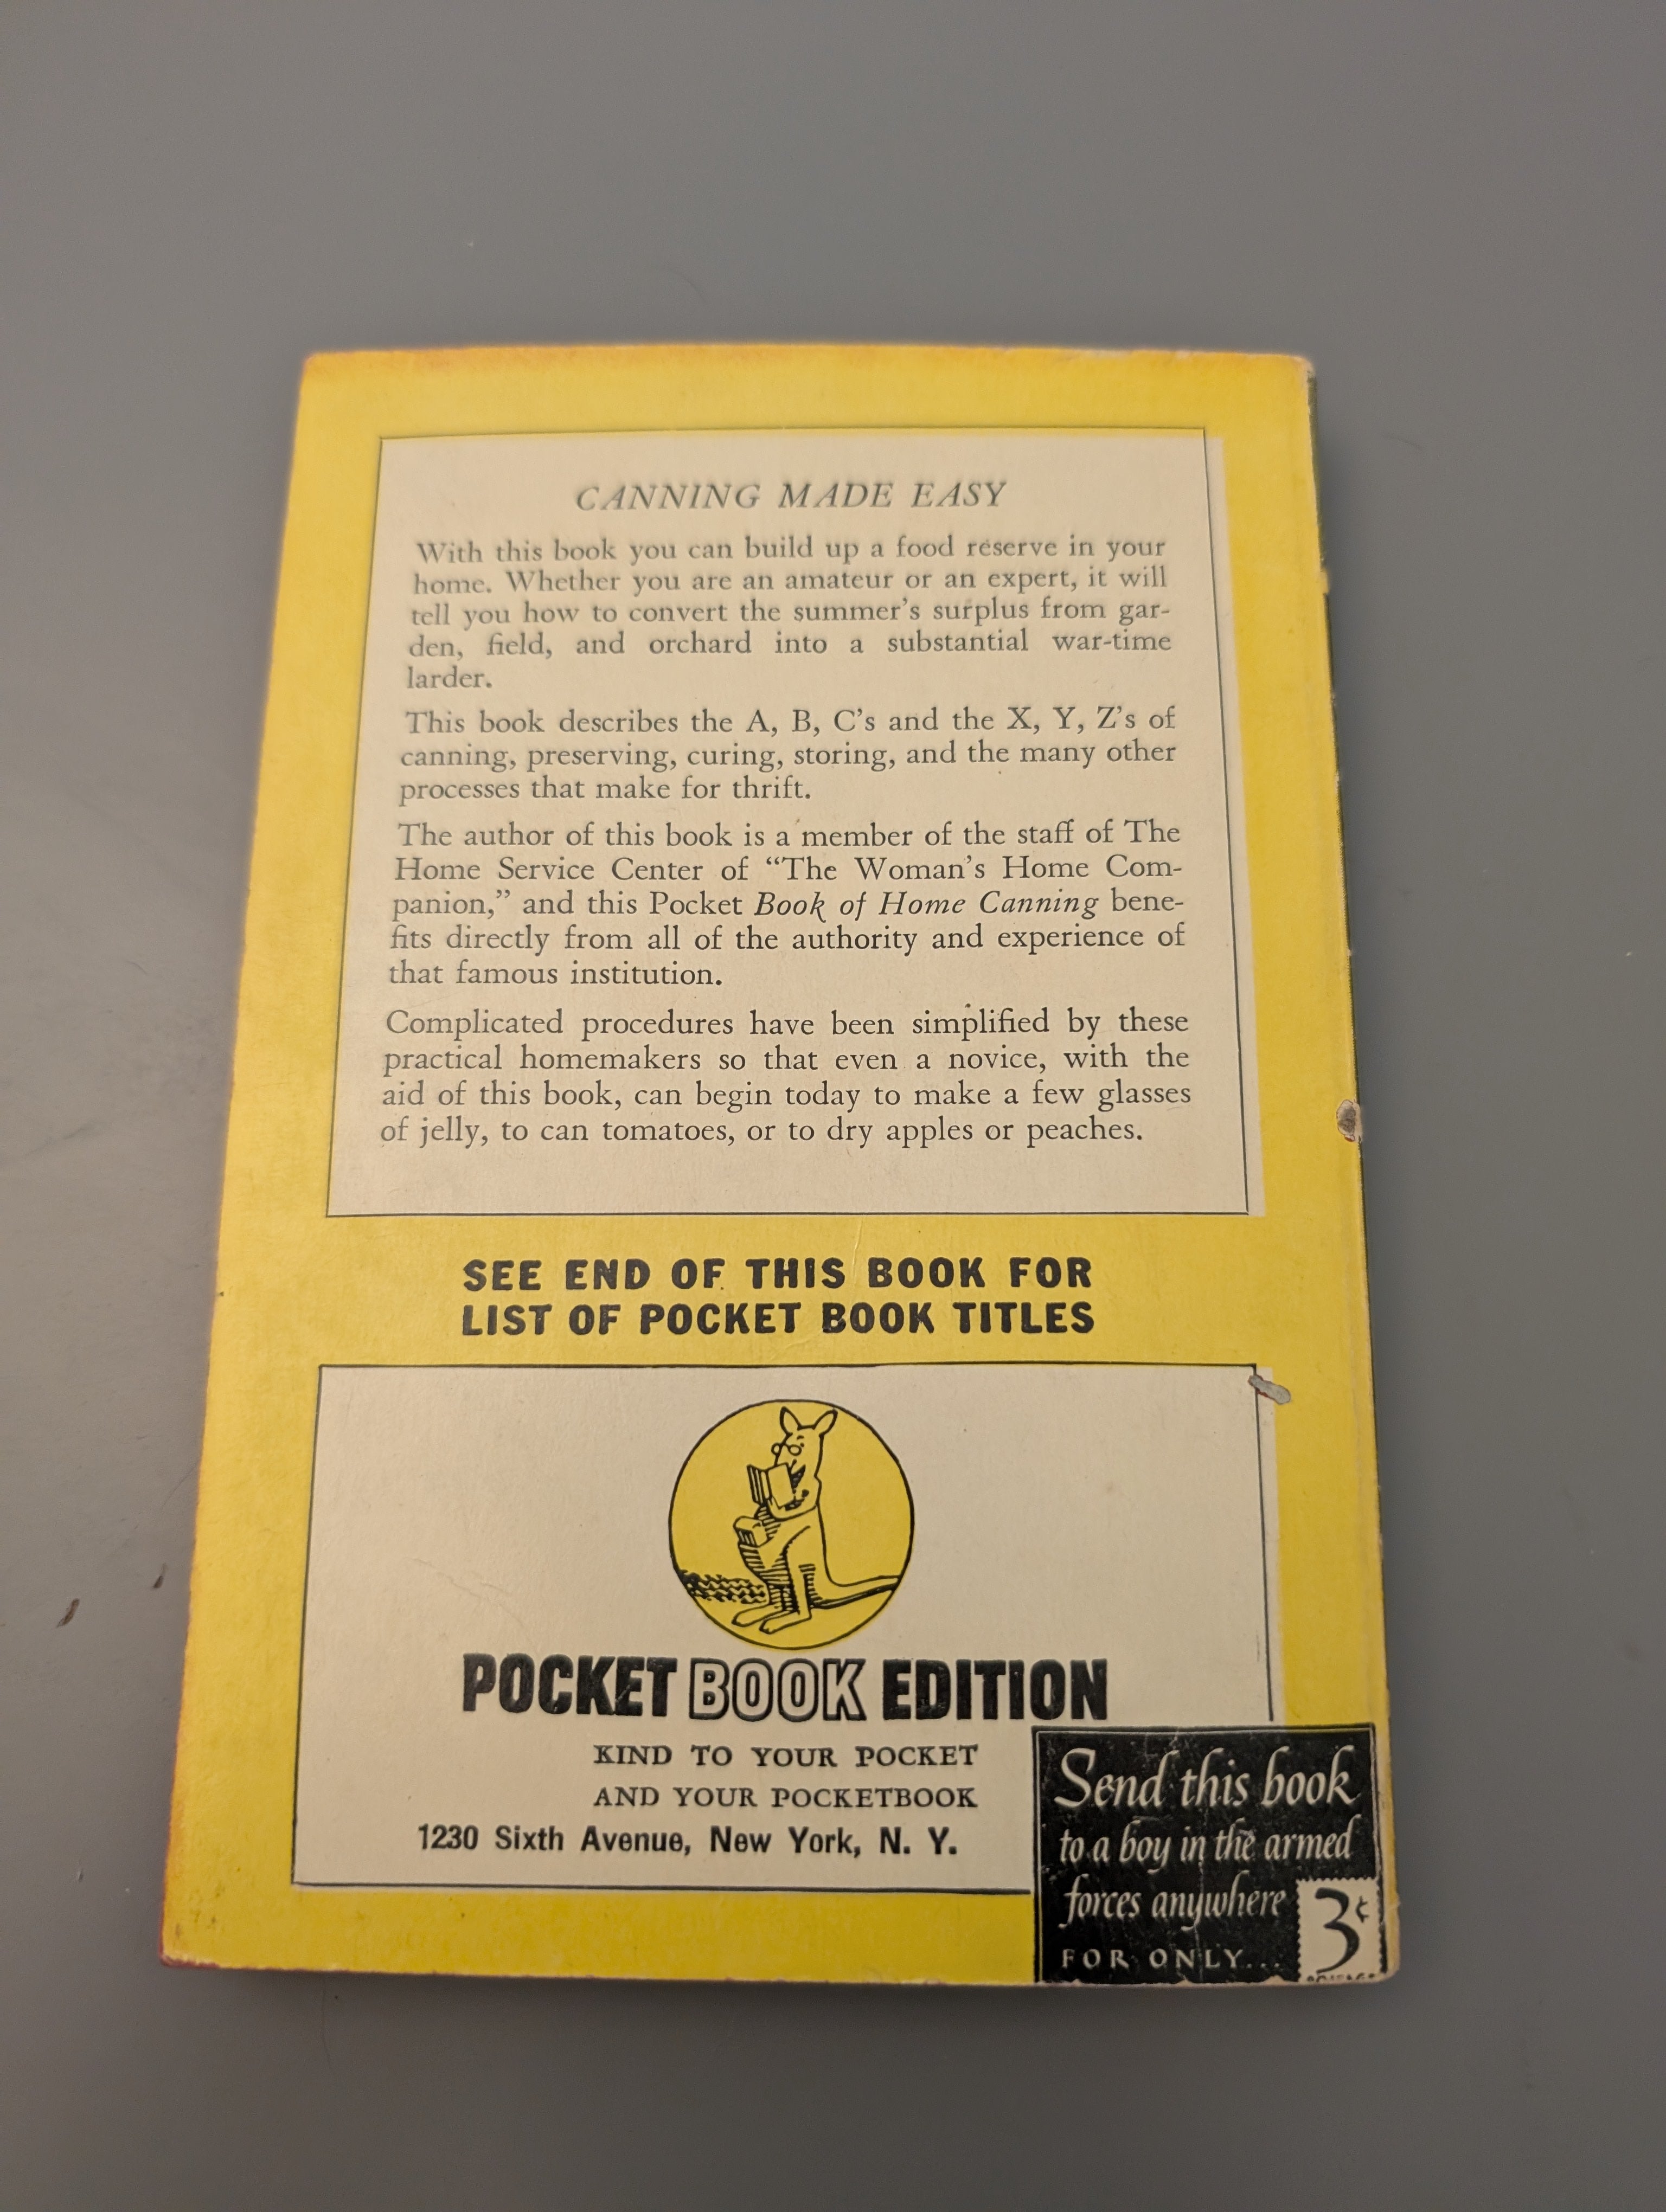 CANNING MADE EASY
With this book you can build up a food reserve in your
home. Whether you are an amateur or an expert, it will
tell you how to convert the summer's surplus from gar-
den, field, and orchard into a substantial war-time
larder.
This book describes the A, B, C's and the X, Y, Z's of
canning, preserving, curing, storing, and the many other
processes that make for thrift.
The author of this book is a member of the staff of The
Home Service Center of "The Woman's Home Com-
panion," and this Pocket Book of Home Canning bene-
fits directly from all of the authority and experience of
that famous institution.
Complicated procedures have been simplified by these
practical homemakers so that even a novice, with the
aid of this book, can begin today to make a few glasses
of jelly, to can tomatoes, or to dry apples or peaches.
SEE END OF THIS BOOK FOR
LIST OF POCKET BOOK TITLES
POCKET BOOK EDITION
KIND TO YOUR POCKET
AND YOUR POCKETBOOK
1230 Sixth Avenue, New York, N. Y.
Send this book
to a boy in the armed
forces anywhere
FOR ONLY... 3¢